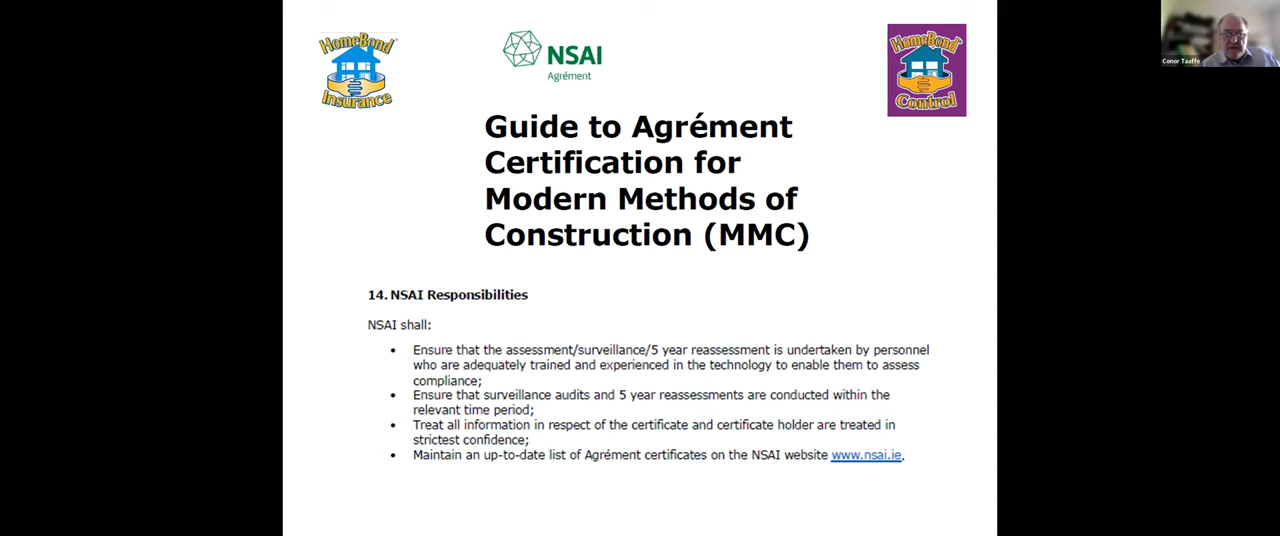 HomeBond
Insurance
NSAI
Agrément
HomeBond
Control
Conor Taaffe
Guide to Agrément
Certification for
Modern Methods of
Construction (MMC)
14. NSAI Responsibilities
NSAI shall:
• Ensure that the assessment/surveillance/5 year reassessment is undertaken by personnel
who are adequately trained and experienced in the technology to enable them to assess
compliance;
• Ensure that surveillance audits and 5 year reassessments are conducted within the
relevant time period;
• Treat all information in respect of the certificate and certificate holder are treated in
strictest confidence;
• Maintain an up-to-date list of Agrément certificates on the NSAI website www.nsai.ie.